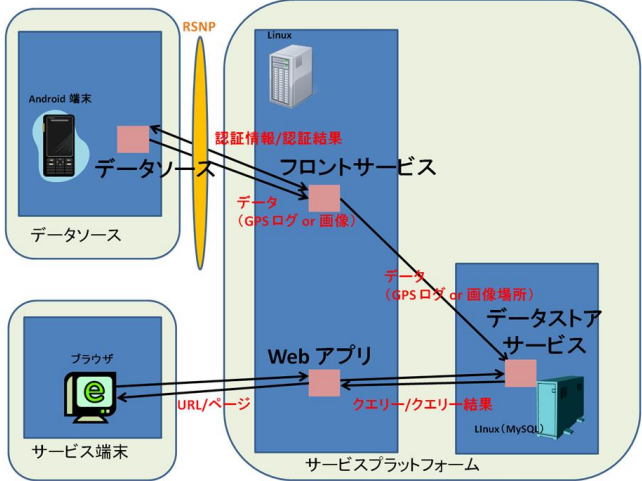 RSNP
Linux
Android 端末
認証情報/認証結果
データソース
フロントサービス
データ
（GPSログ or 画像）
データソース
データ
（GPSログ or 画像場所）
データストア
サービス
ブラウザ
Web アプリ
URL/ページ
クエリー/クエリー結果
LInux（MySQL）
サービス端末
サービスプラットフォーム